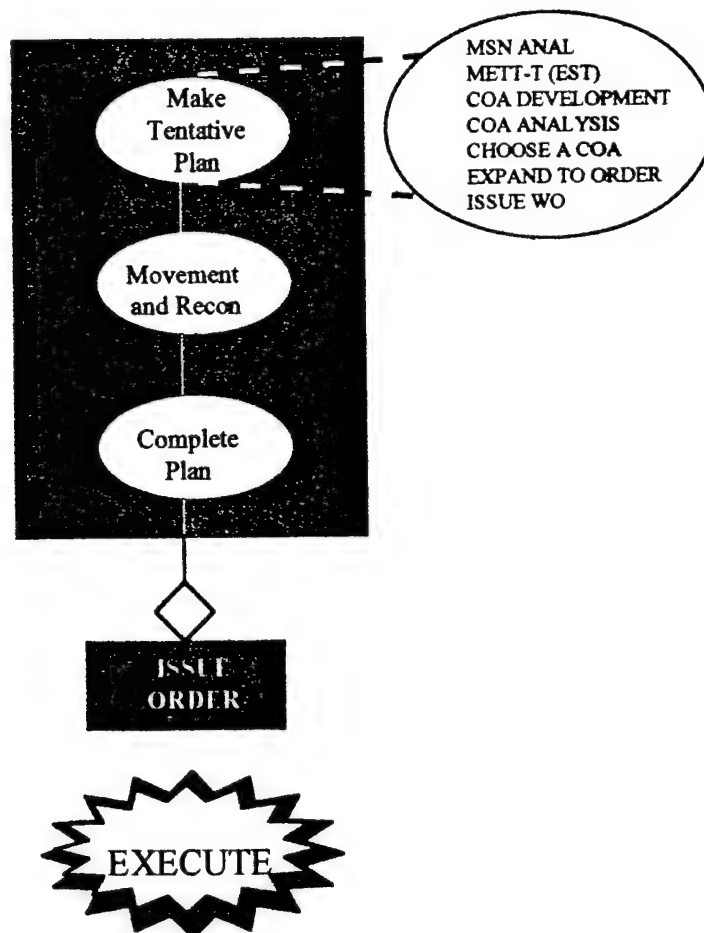 Make
Tentative
Plan
MSN ANAL
METT-T (EST)
COA DEVELOPMENT
COA ANALYSIS
CHOOSE A COA
EXPAND TO ORDER
ISSUE WO
Movement
and Recon
Complete
Plan
ISSUE
ORDER
EXECUTE